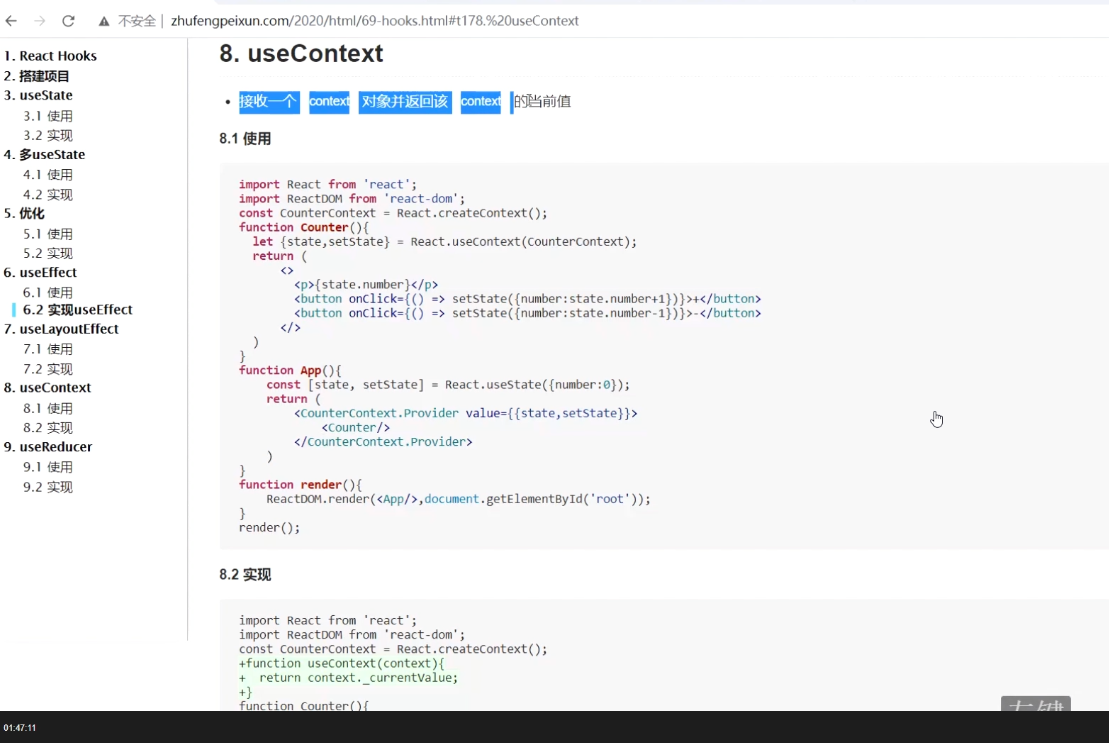 不安全 | zhufengpeixun.com/2020/html/69-hooks.html#t178.%20useContext
1. React Hooks
2. 搭建项目
3. useState
3.1 使用
3.2 实现
4. 多useState
4.1 使用
4.2 实现
5. 优化
5.1 使用
5.2 实现
6. useEffect
6.1 使用
6.2 实现useEffect
7. useLayoutEffect
7.1 使用
7.2 实现
8. useContext
8.1 使用
8.2 实现
9. useReducer
9.1 使用
9.2 实现
8. useContext
• 接收一个 context 对象并返回该 context 的当前值
8.1 使用
import React from 'react';
import ReactDOM from 'react-dom';
const CounterContext = React.createContext();
function Counter(){
  let {state,setState} = React.useContext(CounterContext);
  return (
      <>
        <p>{state.number}</p>
        <button onClick={() => setState({number:state.number+1})}>+</button>
        <button onClick={() => setState({number:state.number-1})}>-</button>
      </>
  )
}
function App(){
    const [state, setState] = React.useState({number:0});
    return (
        <CounterContext.Provider value={{state,setState}}>
            <Counter/>
        </CounterContext.Provider>
    )
}
function render(){
    ReactDOM.render(<App/>,document.getElementById('root'));
}
render();
8.2 实现
import React from 'react';
import ReactDOM from 'react-dom';
const CounterContext = React.createContext();
+function useContext(context){
+  return context._currentValue;
+}
function Counter(){
01:47:11